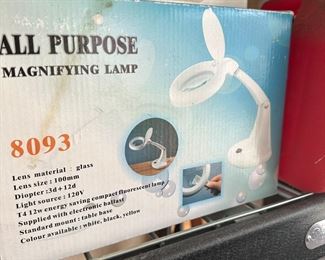 ALL PURPOSE
MAGNIFYING LAMP
8093
Lens material : glass
Lens size : 100mm
Diopter :3d+12d
Light source : 120V
T4 12w energy saving compact fluorescent lamp
Supplied with electronic ballast
Standard mount : table base
Colour available : white, black, yellow